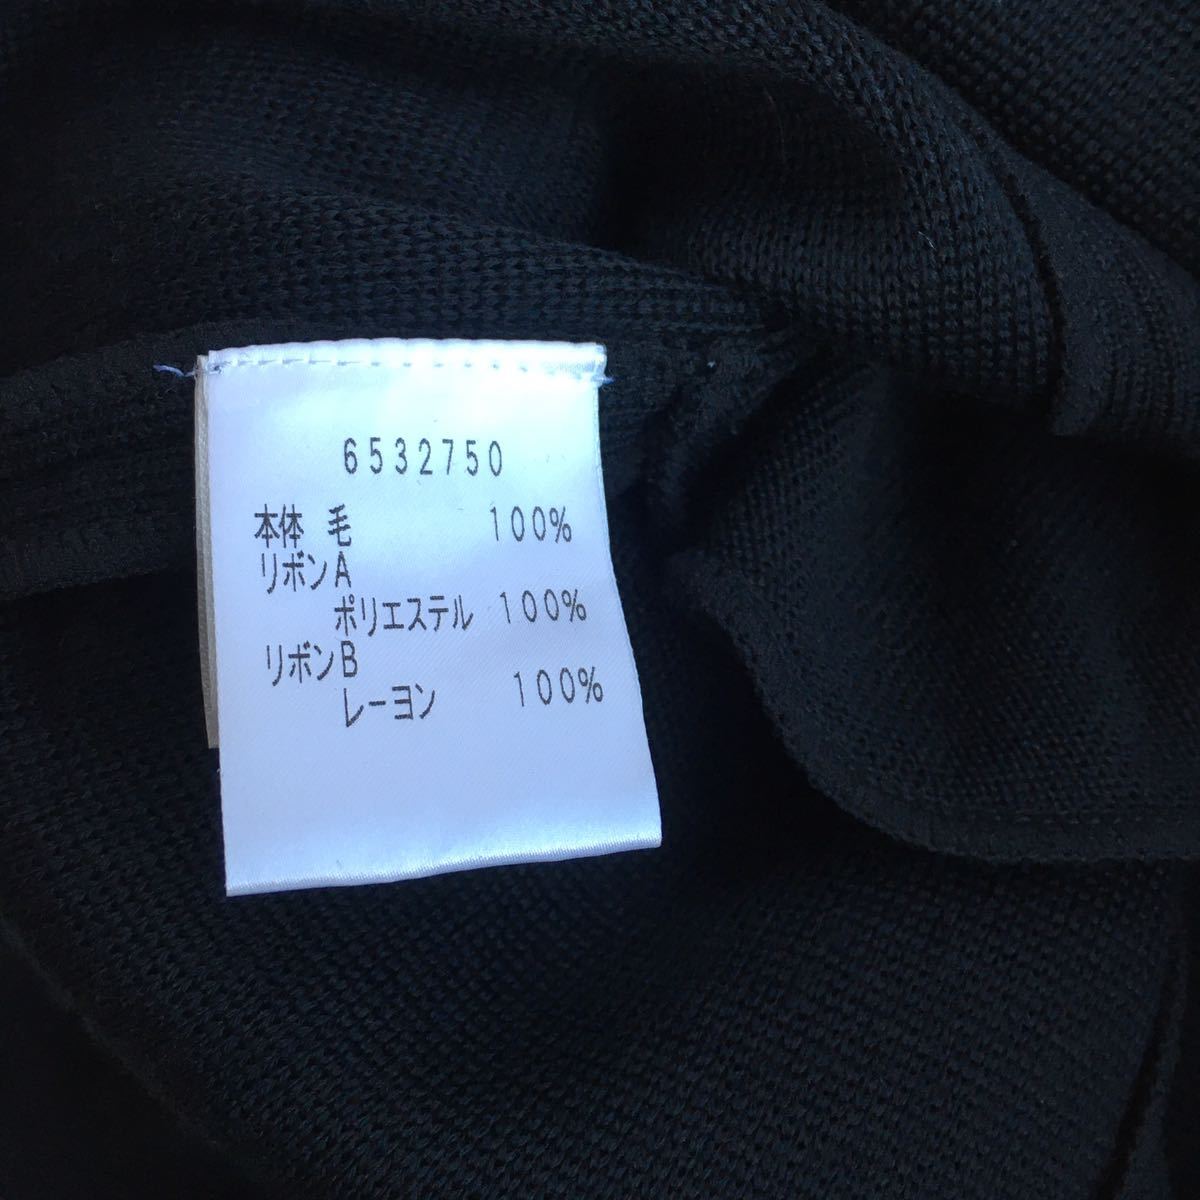 6532750
本体 毛 100%
リボンA
ポリエステル 100%
リボンB
レーヨン 100%